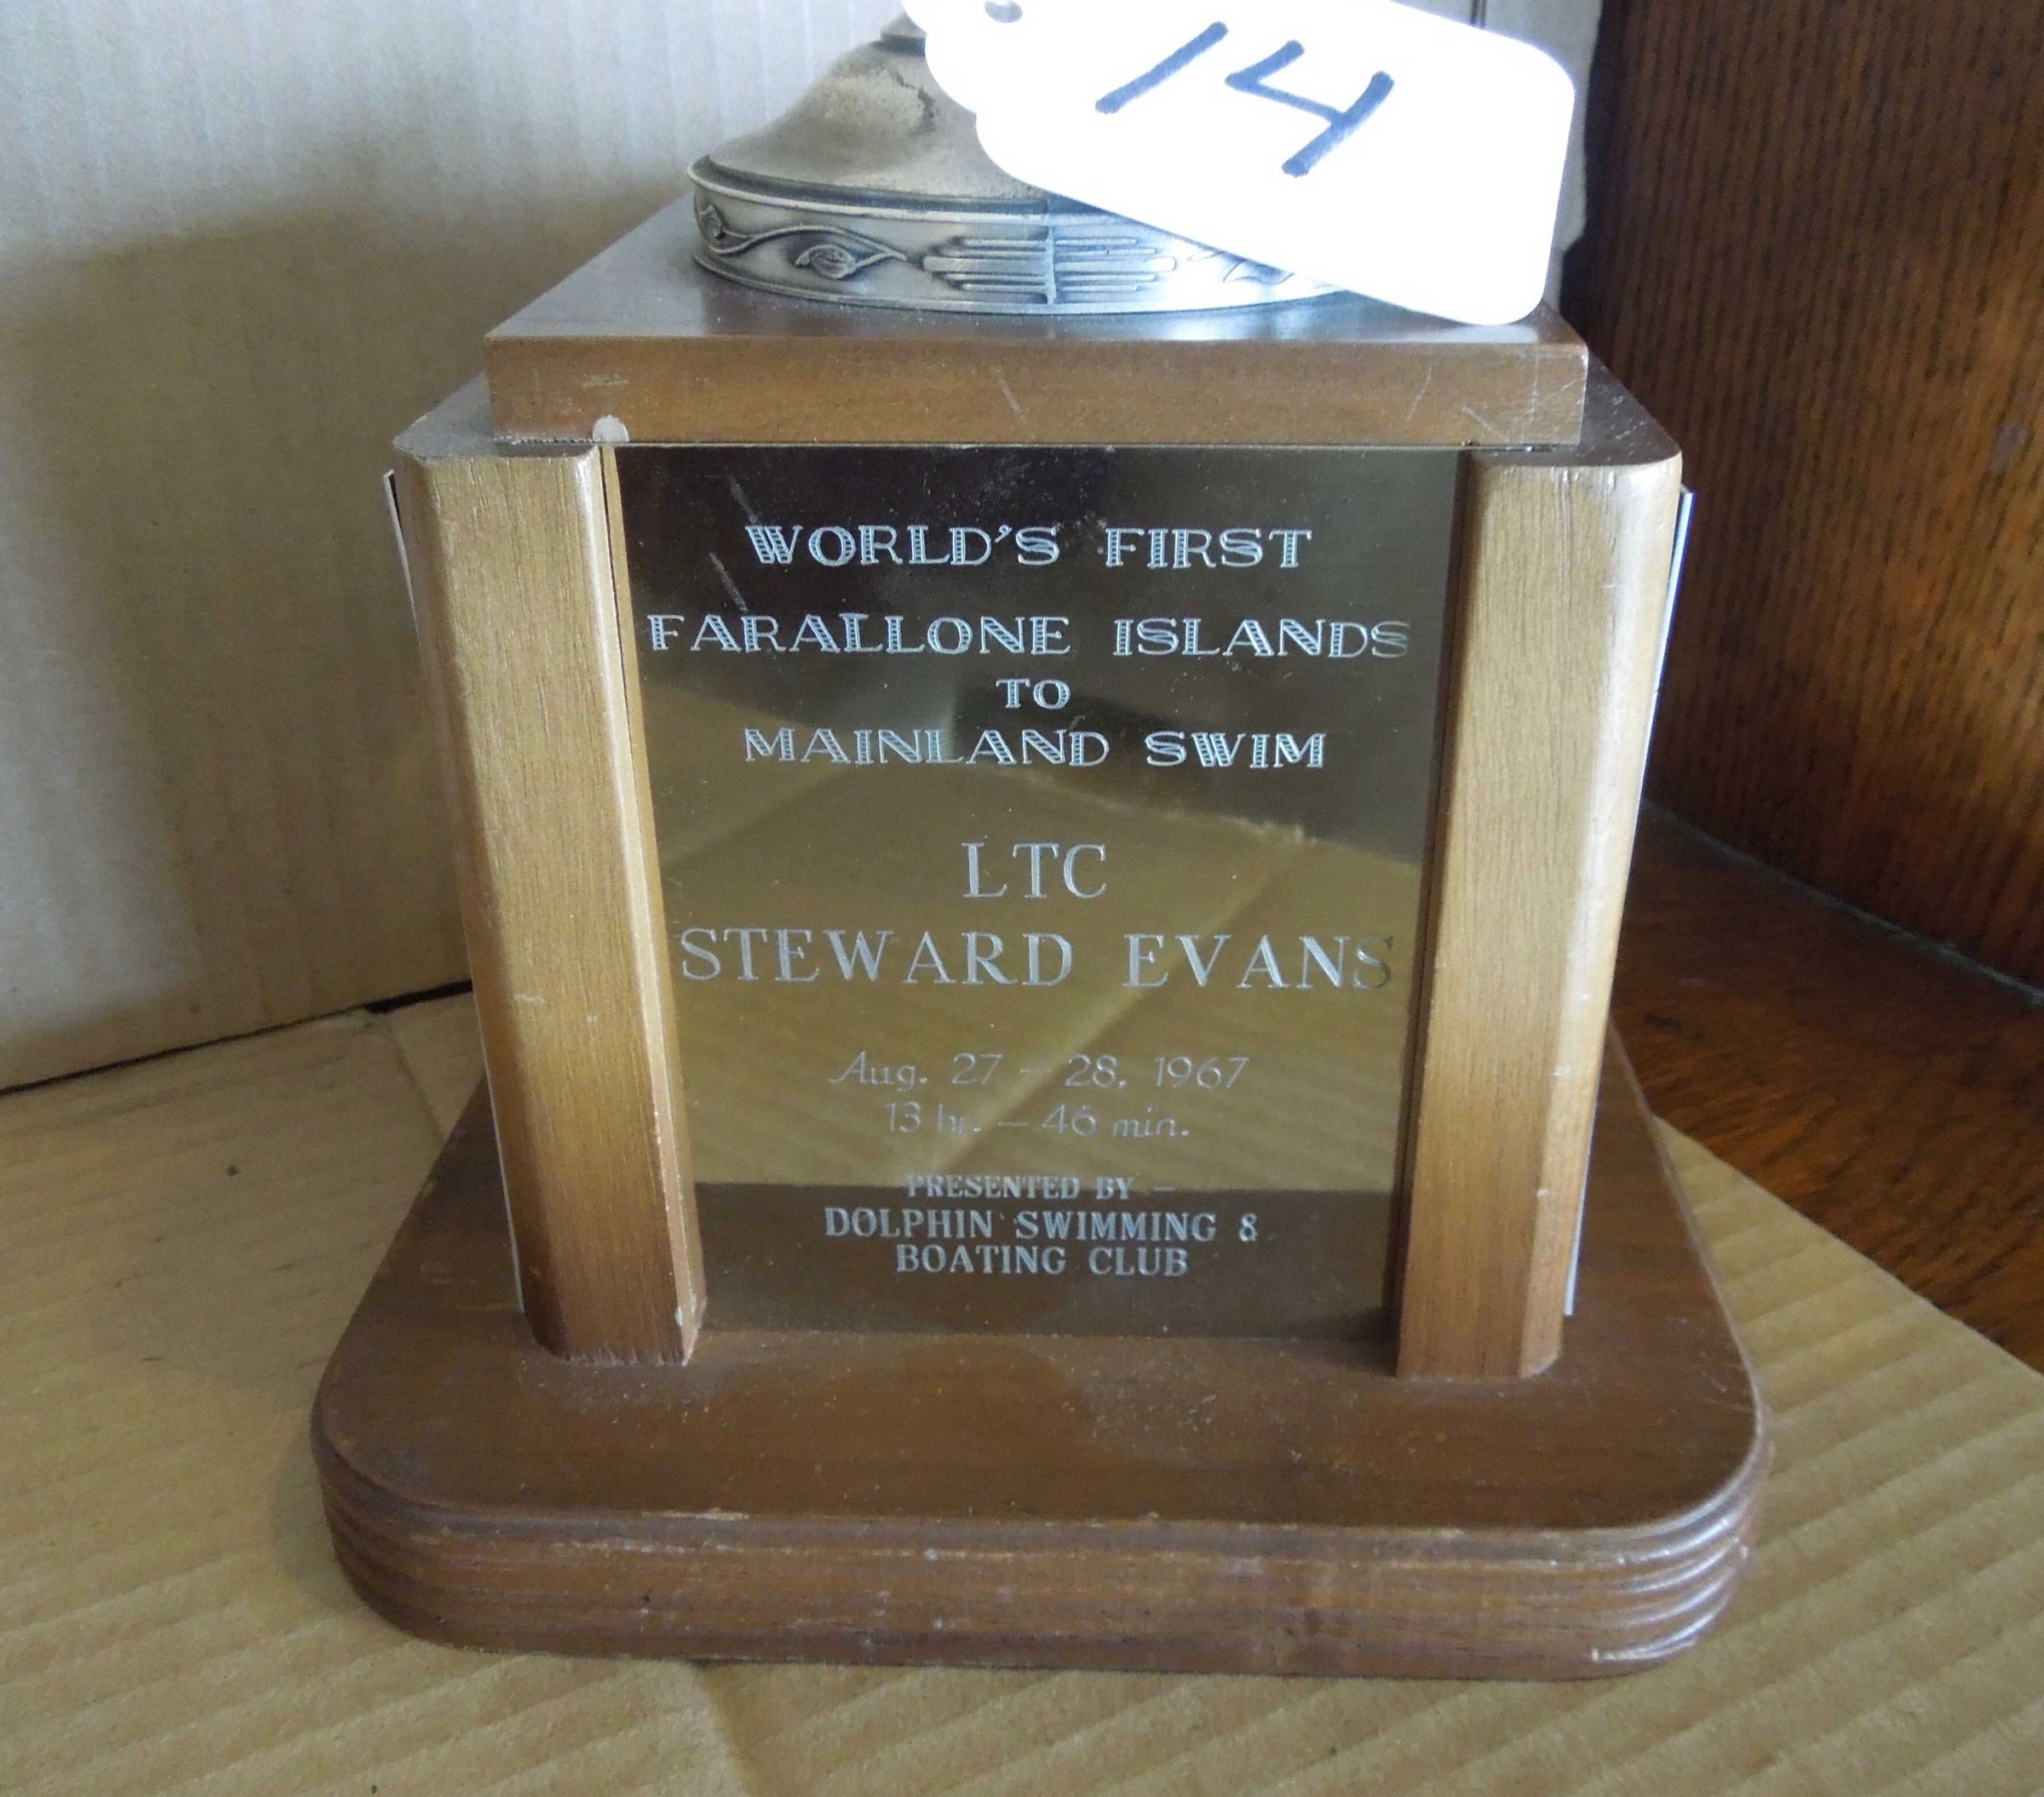 14
WORLD'S FIRST
FARALLONE ISLANDS
TO
MAINLAND SWIM
LTC
STEWARD EVANS
Aug. 27 - 28, 1967
13 hr. - 46 min.
PRESENTED BY -
DOLPHIN SWIMMING &
BOATING CLUB